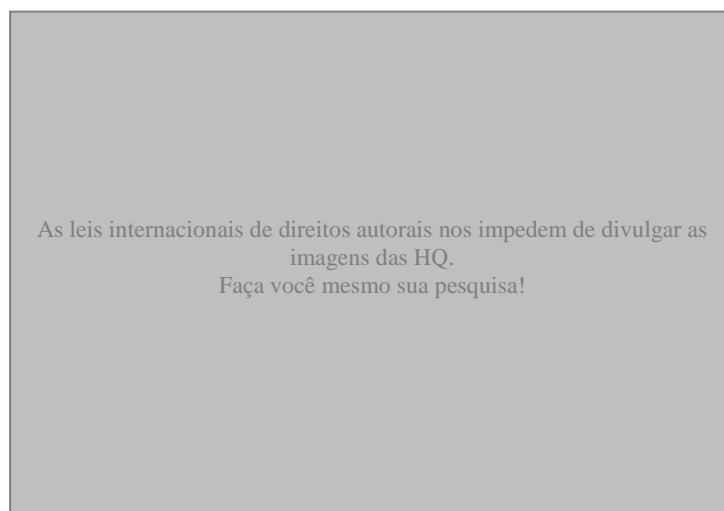 As leis internacionais de direitos autorais nos impedem de divulgar as
imagens das HQ.
Faça você mesmo sua pesquisa!